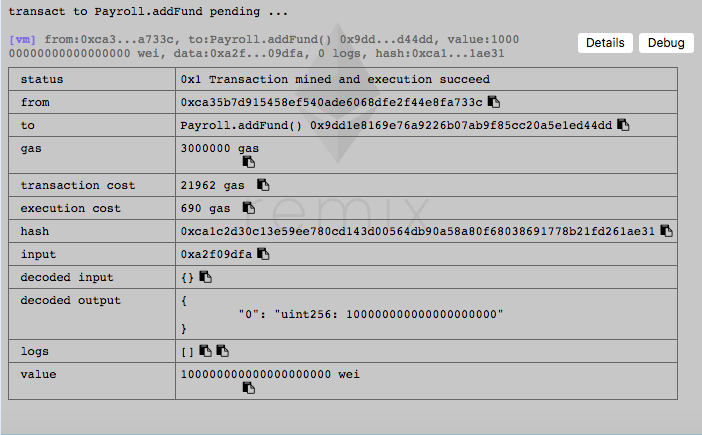 transact to Payroll.addFund pending ...
[vm] from:0xca3...a733c, to:Payroll.addFund() 0x9dd...d44dd, value:1000
00000000000000000 wei, data:0xa2f...09dfa, 0 logs, hash:0xca1...1ae31
Details Debug
status 0x1 Transaction mined and execution succeed
from 0xca35b7d915458ef540ade6068dfe2f44e8fa733c
to Payroll.addFund() 0x9dd1e8169e76a9226b07ab9f85cc20a5e1ed44dd
gas 3000000 gas
transaction cost 21962 gas
execution cost 690 gas
hash 0xca1c2d30c13e59ee780cd143d00564db90a58a80f68038691778b21fd261ae31
input 0xa2f09dfa
decoded input {}
decoded output {
"0": "uint256: 100000000000000000000"
}
logs []
value 100000000000000000000 wei
remix